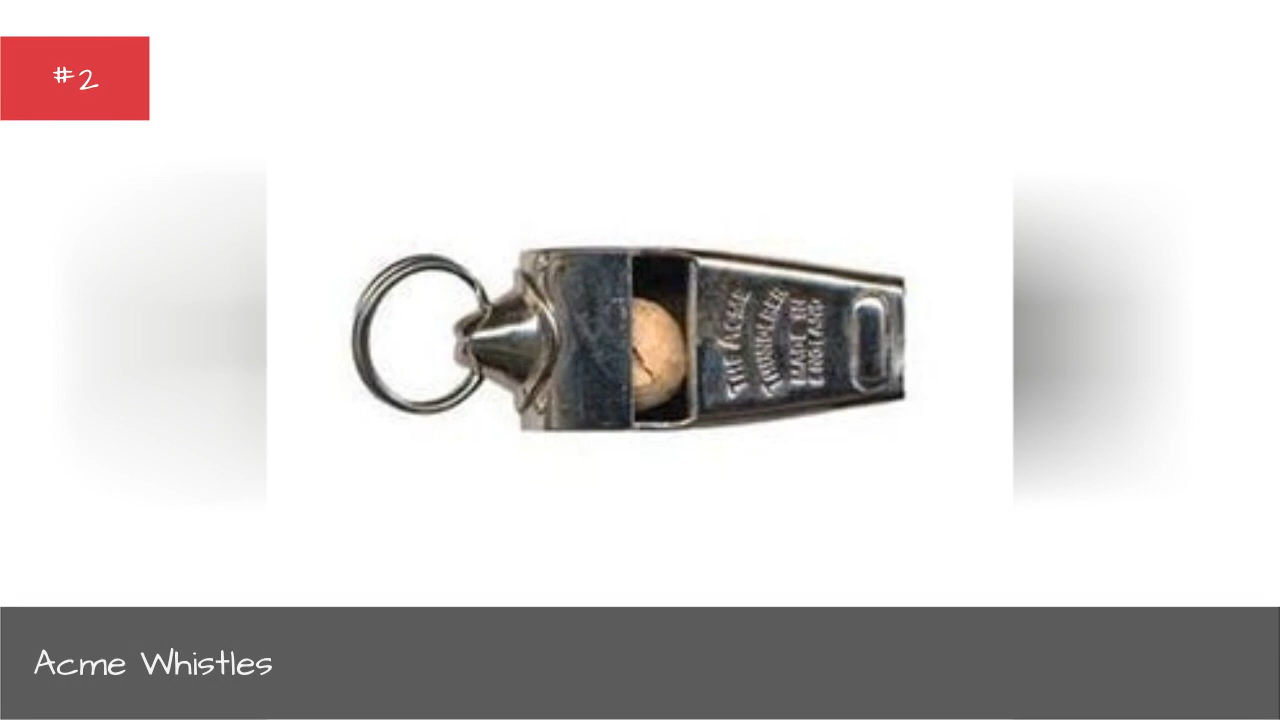 #2
THE ACME
THUNDERER
MADE IN
ENGLAND
Acme Whistles